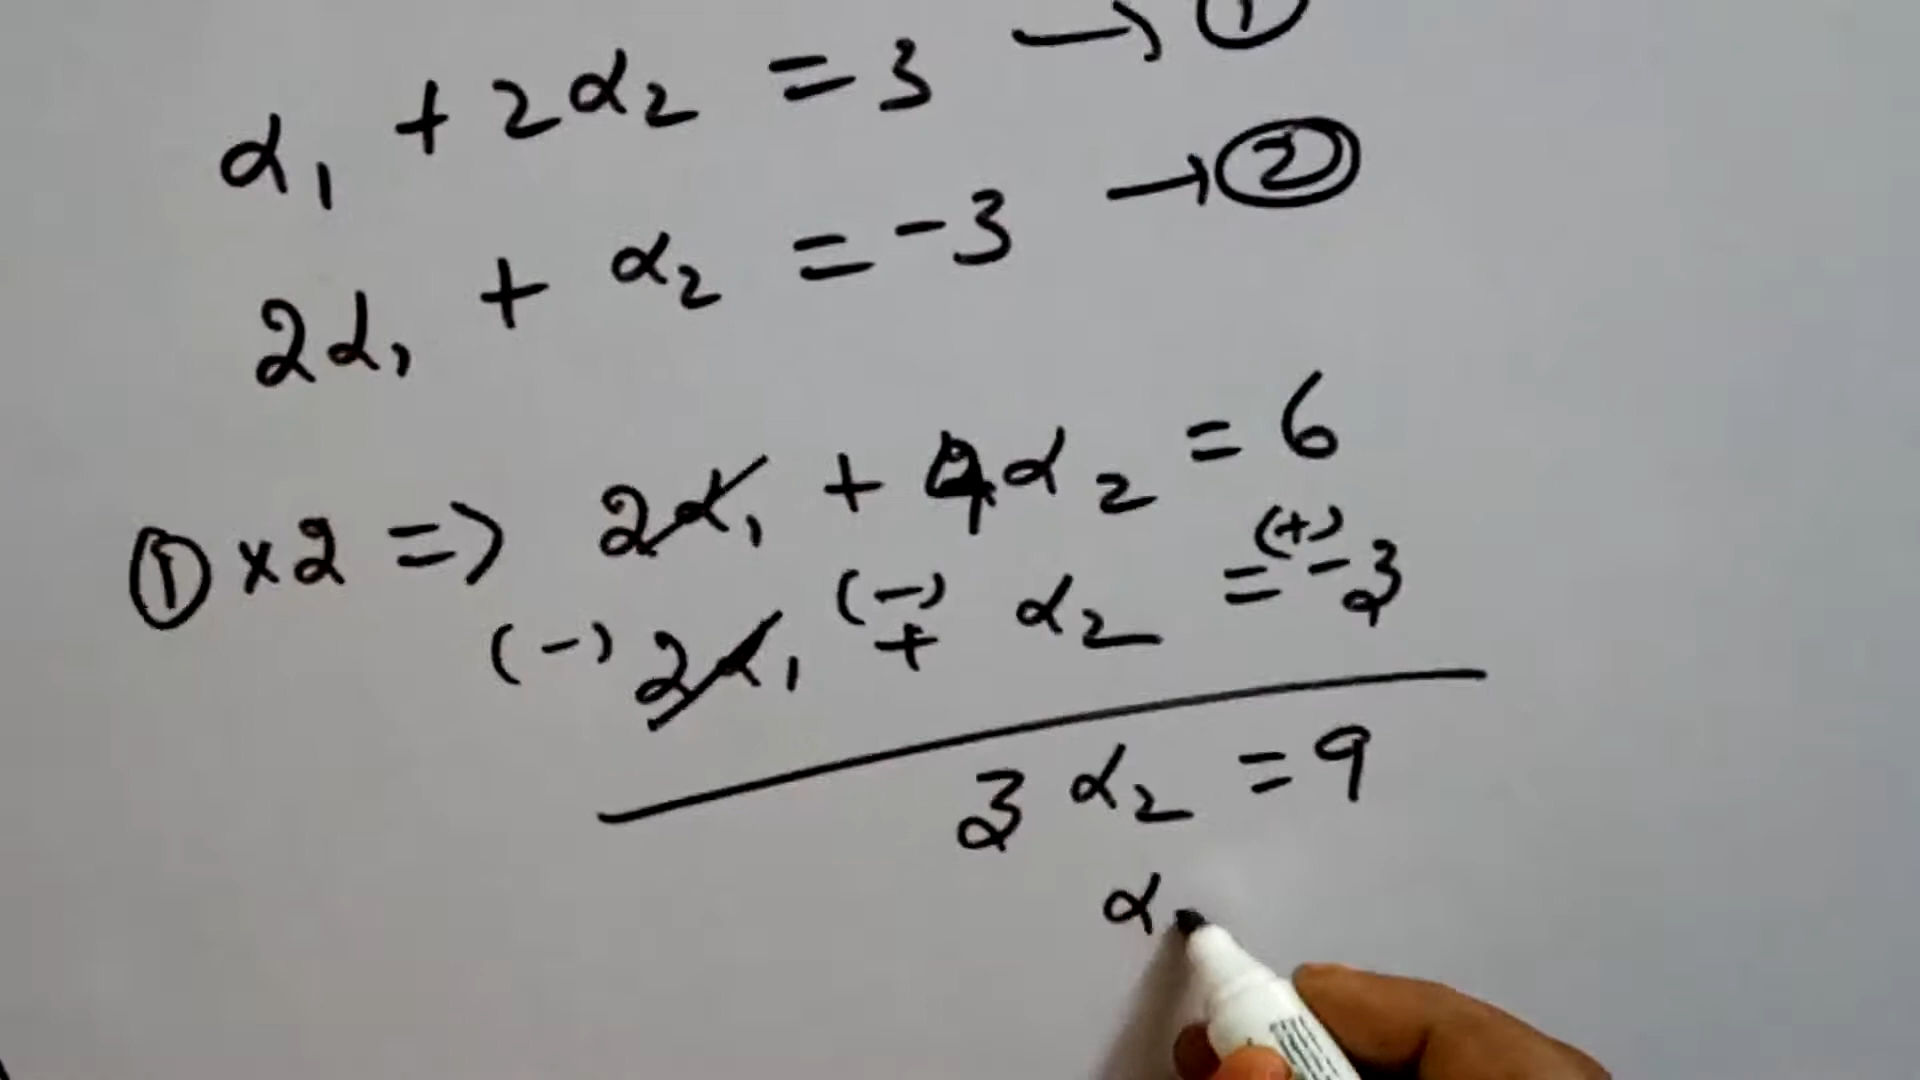 α₁ + 2α₂ = 3 → ①
2α₁ + α₂ = -3 → ②
① × 2 => 2α₁ + 4α₂ = 6
(-) (-) (+)
2α₁ + α₂ = -3
3α₂ = 9
α